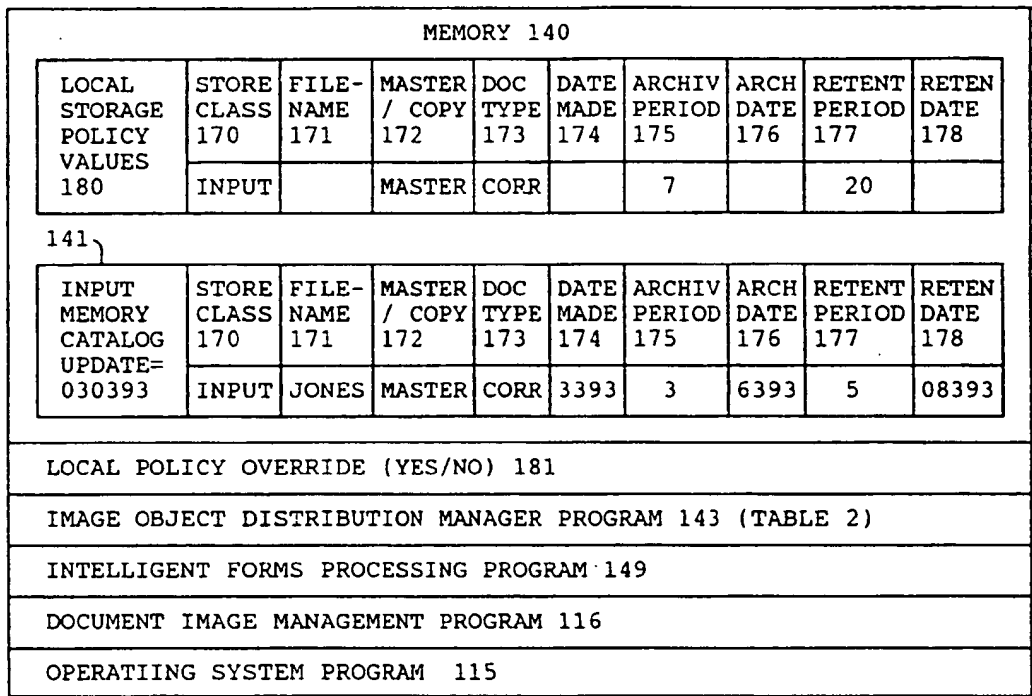 MEMORY 140
LOCAL STORAGE POLICY VALUES 180
STORE CLASS 170
FILE- NAME 171
MASTER / COPY 172
DOC TYPE 173
DATE MADE 174
ARCHIV PERIOD 175
ARCH DATE 176
RETENT PERIOD 177
RETEN DATE 178
INPUT MASTER CORR 7 20
141
INPUT MEMORY CATALOG UPDATE= 030393
STORE CLASS 170
FILE- NAME 171
MASTER / COPY 172
DOC TYPE 173
DATE MADE 174
ARCHIV PERIOD 175
ARCH DATE 176
RETENT PERIOD 177
RETEN DATE 178
INPUT JONES MASTER CORR 3393 3 6393 5 08393
LOCAL POLICY OVERRIDE (YES/NO) 181
IMAGE OBJECT DISTRIBUTION MANAGER PROGRAM 143 (TABLE 2)
INTELLIGENT FORMS PROCESSING PROGRAM 149
DOCUMENT IMAGE MANAGEMENT PROGRAM 116
OPERATIING SYSTEM PROGRAM 115